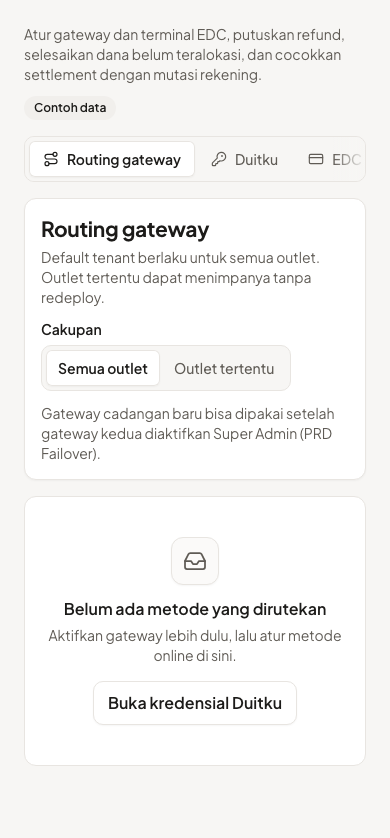 Atur gateway dan terminal EDC, putuskan refund,
selesaikan dana belum teralokasi, dan cocokkan
settlement dengan mutasi rekening.
Contoh data
Routing gateway
Duitku
EDC
Routing gateway
Default tenant berlaku untuk semua outlet.
Outlet tertentu dapat menimpanya tanpa
redeploy.
Cakupan
Semua outlet
Outlet tertentu
Gateway cadangan baru bisa dipakai setelah
gateway kedua diaktifkan Super Admin (PRD
Failover).
Belum ada metode yang dirutekan
Aktifkan gateway lebih dulu, lalu atur metode
online di sini.
Buka kredensial Duitku